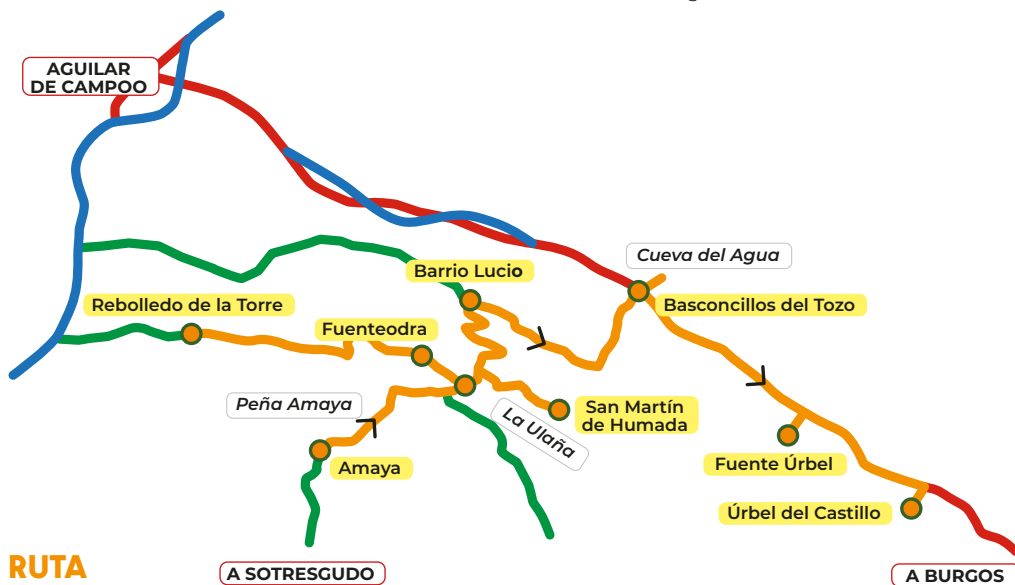 AGUILAR
DE CAMPOO
Cueva del Agua
Barrio Lucio
Basconcillos del Tozo
Rebolledo de la Torre
Fuenteodra
Peña Amaya
San Martín
de Humada
La Ulaña
Amaya
Fuente Úrbel
Úrbel del Castillo
RUTA
A SOTRESGUDO
A BURGOS